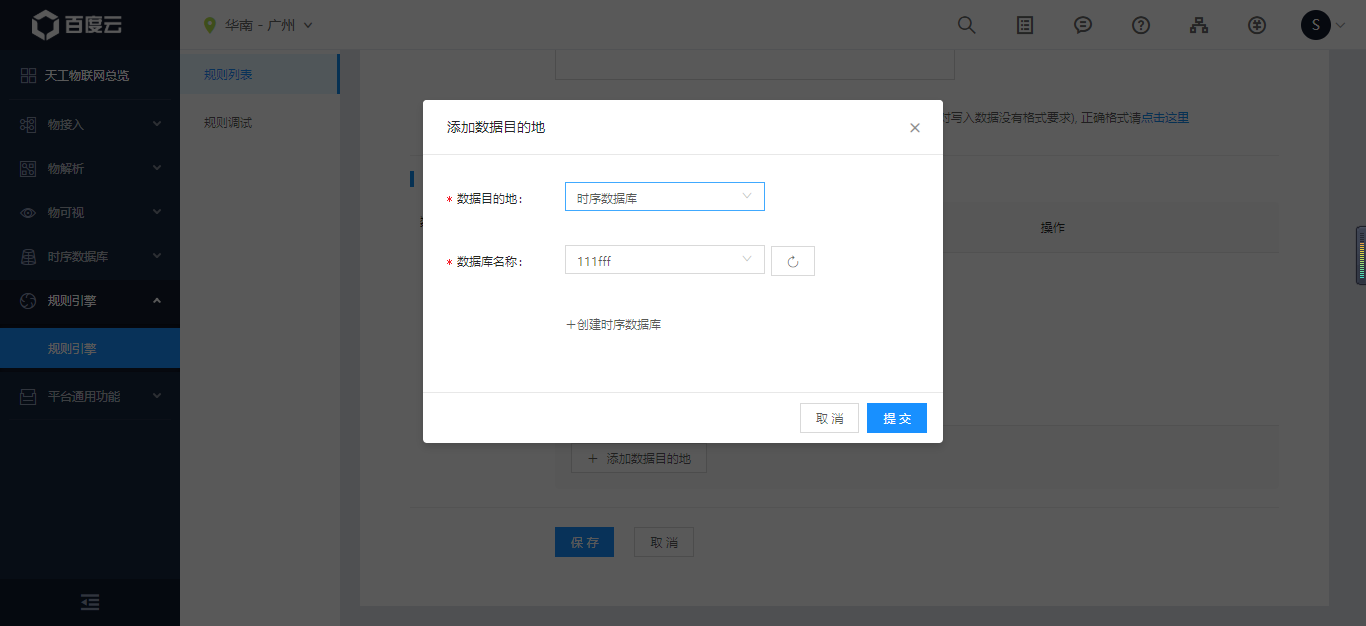 百度云
华南 - 广州
S
天工物联网总览
物接入
物解析
物可视
时序数据库
规则引擎
规则引擎
平台通用功能
规则列表
规则调试
写入数据没有格式要求), 正确格式请点击这里
操作
添加数据目的地
* 数据目的地:
时序数据库
* 数据库名称:
111fff
+创建时序数据库
取 消
提 交
+ 添加数据目的地
保 存
取 消